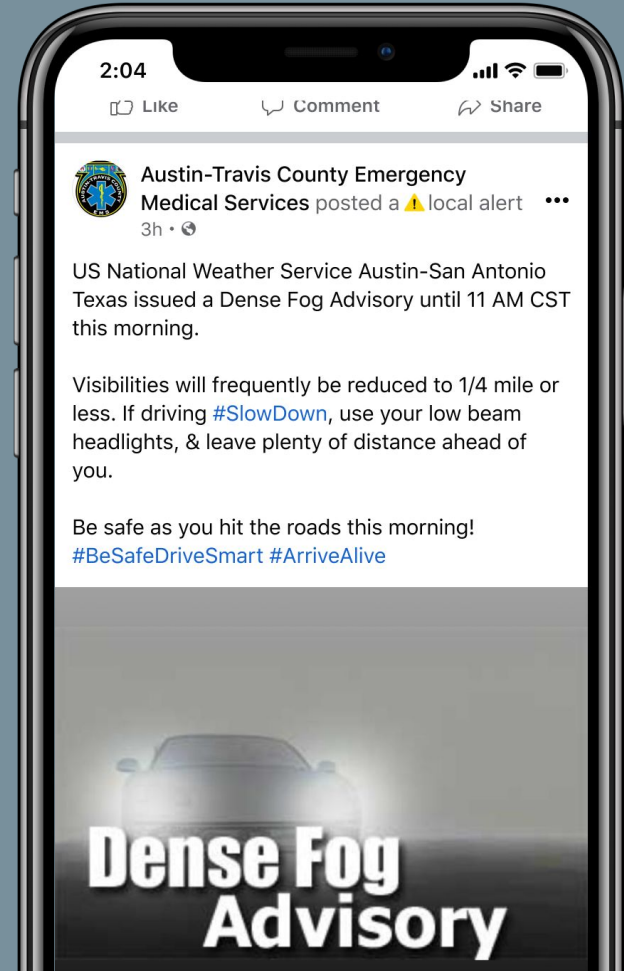 2:04
Like Comment Share
Austin-Travis County Emergency
Medical Services posted a local alert
3h
US National Weather Service Austin-San Antonio
Texas issued a Dense Fog Advisory until 11 AM CST
this morning.
Visibilities will frequently be reduced to 1/4 mile or
less. If driving #SlowDown, use your low beam
headlights, & leave plenty of distance ahead of
you.
Be safe as you hit the roads this morning!
#BeSafeDriveSmart #ArriveAlive
Dense Fog
Advisory